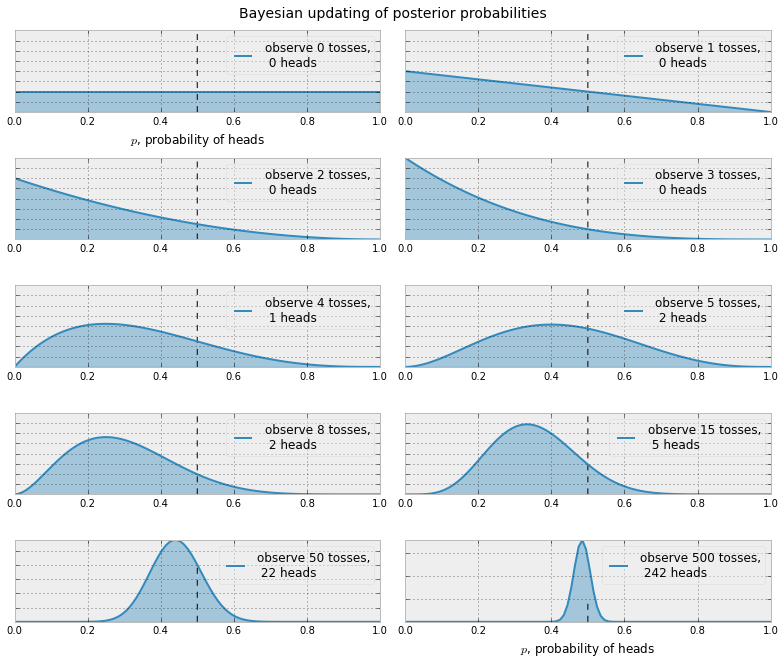 Bayesian updating of posterior probabilities
observe 0 tosses,
0 heads
0.0 0.2 0.4 0.6 0.8 1.0
p, probability of heads
observe 1 tosses,
0 heads
0.0 0.2 0.4 0.6 0.8 1.0
observe 2 tosses,
0 heads
0.0 0.2 0.4 0.6 0.8 1.0
observe 3 tosses,
0 heads
0.0 0.2 0.4 0.6 0.8 1.0
observe 4 tosses,
1 heads
0.0 0.2 0.4 0.6 0.8 1.0
observe 5 tosses,
2 heads
0.0 0.2 0.4 0.6 0.8 1.0
observe 8 tosses,
2 heads
0.0 0.2 0.4 0.6 0.8 1.0
observe 15 tosses,
5 heads
0.0 0.2 0.4 0.6 0.8 1.0
observe 50 tosses,
22 heads
0.0 0.2 0.4 0.6 0.8 1.0
observe 500 tosses,
242 heads
0.0 0.2 0.4 0.6 0.8 1.0
p, probability of heads